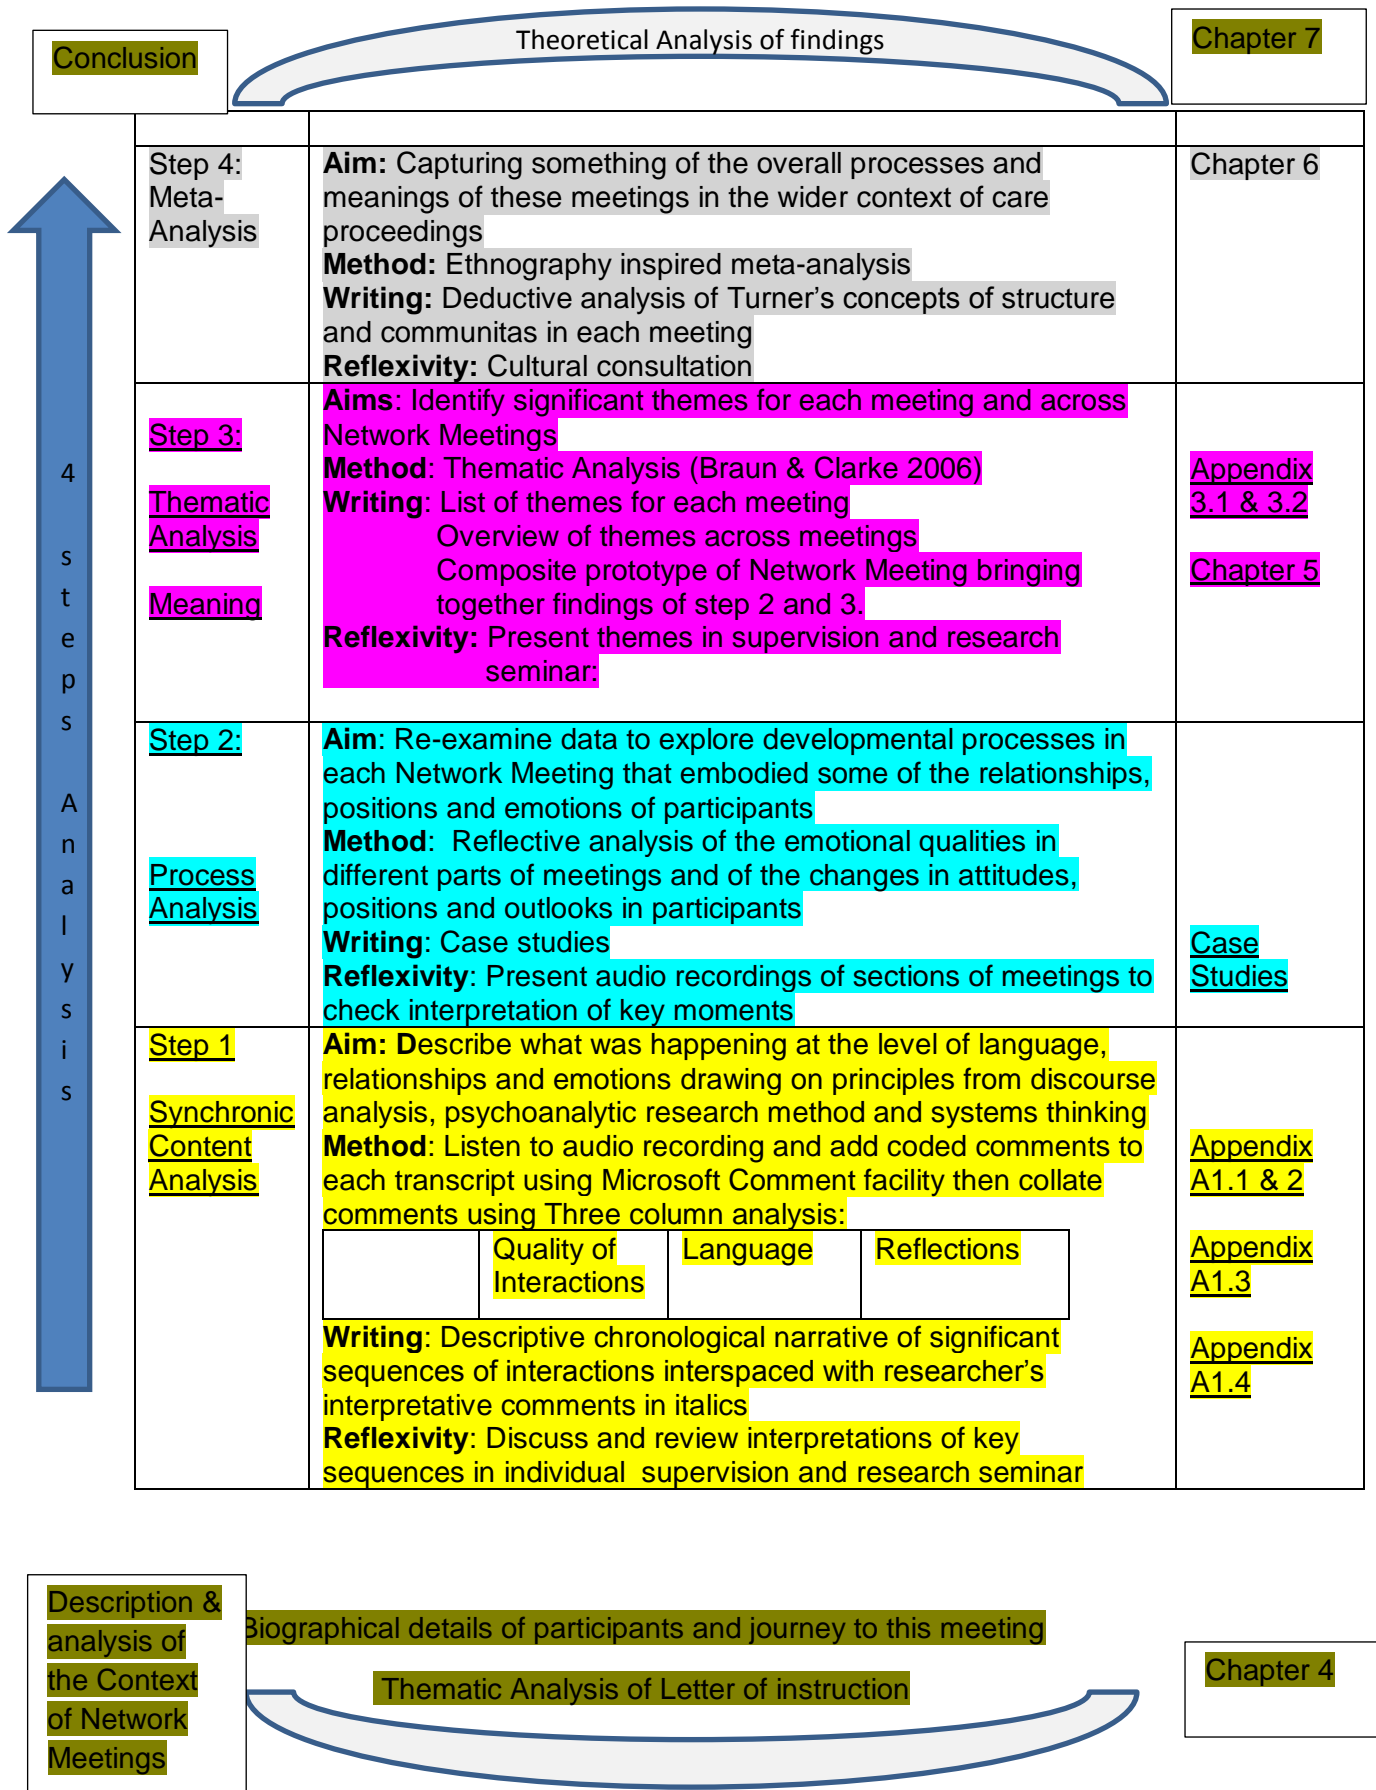 Conclusion
Theoretical Analysis of findings
Chapter 7
Step 4:
Meta-
Analysis
Aim: Capturing something of the overall processes and
meanings of these meetings in the wider context of care
proceedings
Method: Ethnography inspired meta-analysis
Writing: Deductive analysis of Turner’s concepts of structure
and communitas in each meeting
Reflexivity: Cultural consultation
Chapter 6
4 steps Analysis
Step 3:
Thematic
Analysis
Meaning
Aims: Identify significant themes for each meeting and across
Network Meetings
Method: Thematic Analysis (Braun & Clarke 2006)
Writing: List of themes for each meeting
Overview of themes across meetings
Composite prototype of Network Meeting bringing
together findings of step 2 and 3.
Reflexivity: Present themes in supervision and research
seminar:
Appendix
3.1 & 3.2
Chapter 5
Step 2:
Process
Analysis
Aim: Re-examine data to explore developmental processes in
each Network Meeting that embodied some of the relationships,
positions and emotions of participants
Method: Reflective analysis of the emotional qualities in
different parts of meetings and of the changes in attitudes,
positions and outlooks in participants
Writing: Case studies
Reflexivity: Present audio recordings of sections of meetings to
check interpretation of key moments
Case
Studies
Step 1
Synchronic
Content
Analysis
Aim: Describe what was happening at the level of language,
relationships and emotions drawing on principles from discourse
analysis, psychoanalytic research method and systems thinking
Method: Listen to audio recording and add coded comments to
each transcript using Microsoft Comment facility then collate
comments using Three column analysis:
Quality of
Interactions
Language
Reflections
Writing: Descriptive chronological narrative of significant
sequences of interactions interspaced with researcher’s
interpretative comments in italics
Reflexivity: Discuss and review interpretations of key
sequences in individual supervision and research seminar
Appendix
A1.1 & 2
Appendix
A1.3
Appendix
A1.4
Description &
analysis of
the Context
of Network
Meetings
Biographical details of participants and journey to this meeting
Thematic Analysis of Letter of instruction
Chapter 4